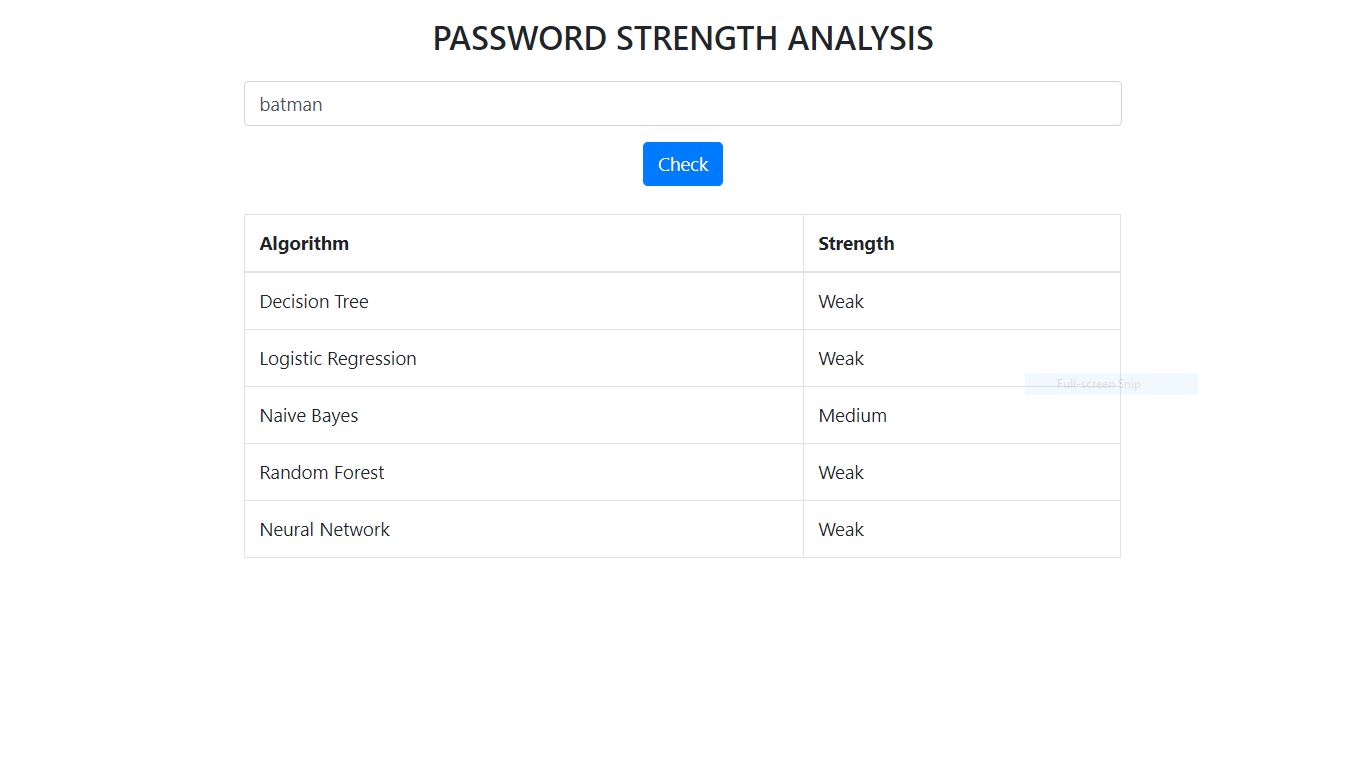 PASSWORD STRENGTH ANALYSIS
batman
Check
Algorithm Strength
Decision Tree Weak
Logistic Regression Weak
Full-screen Snip
Naive Bayes Medium
Random Forest Weak
Neural Network Weak